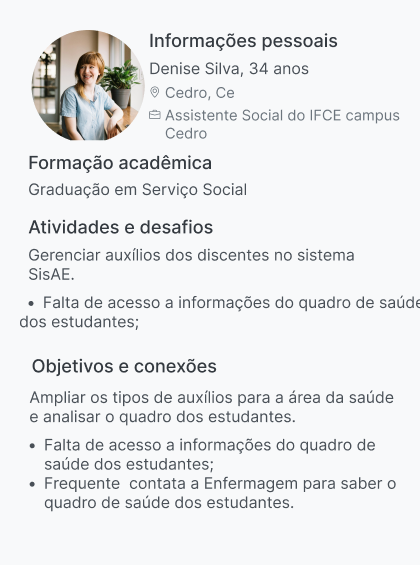 Informações pessoais
Denise Silva, 34 anos
Cedro, Ce
Assistente Social do IFCE campus
Cedro
Formação acadêmica
Graduação em Serviço Social
Atividades e desafios
Gerenciar auxílios dos discentes no sistema
SisAE.
• Falta de acesso a informações do quadro de saúde
dos estudantes;
Objetivos e conexões
Ampliar os tipos de auxílios para a área da saúde
e analisar o quadro dos estudantes.
• Falta de acesso a informações do quadro de
saúde dos estudantes;
• Frequente  contata a Enfermagem para saber o
quadro de saúde dos estudantes.